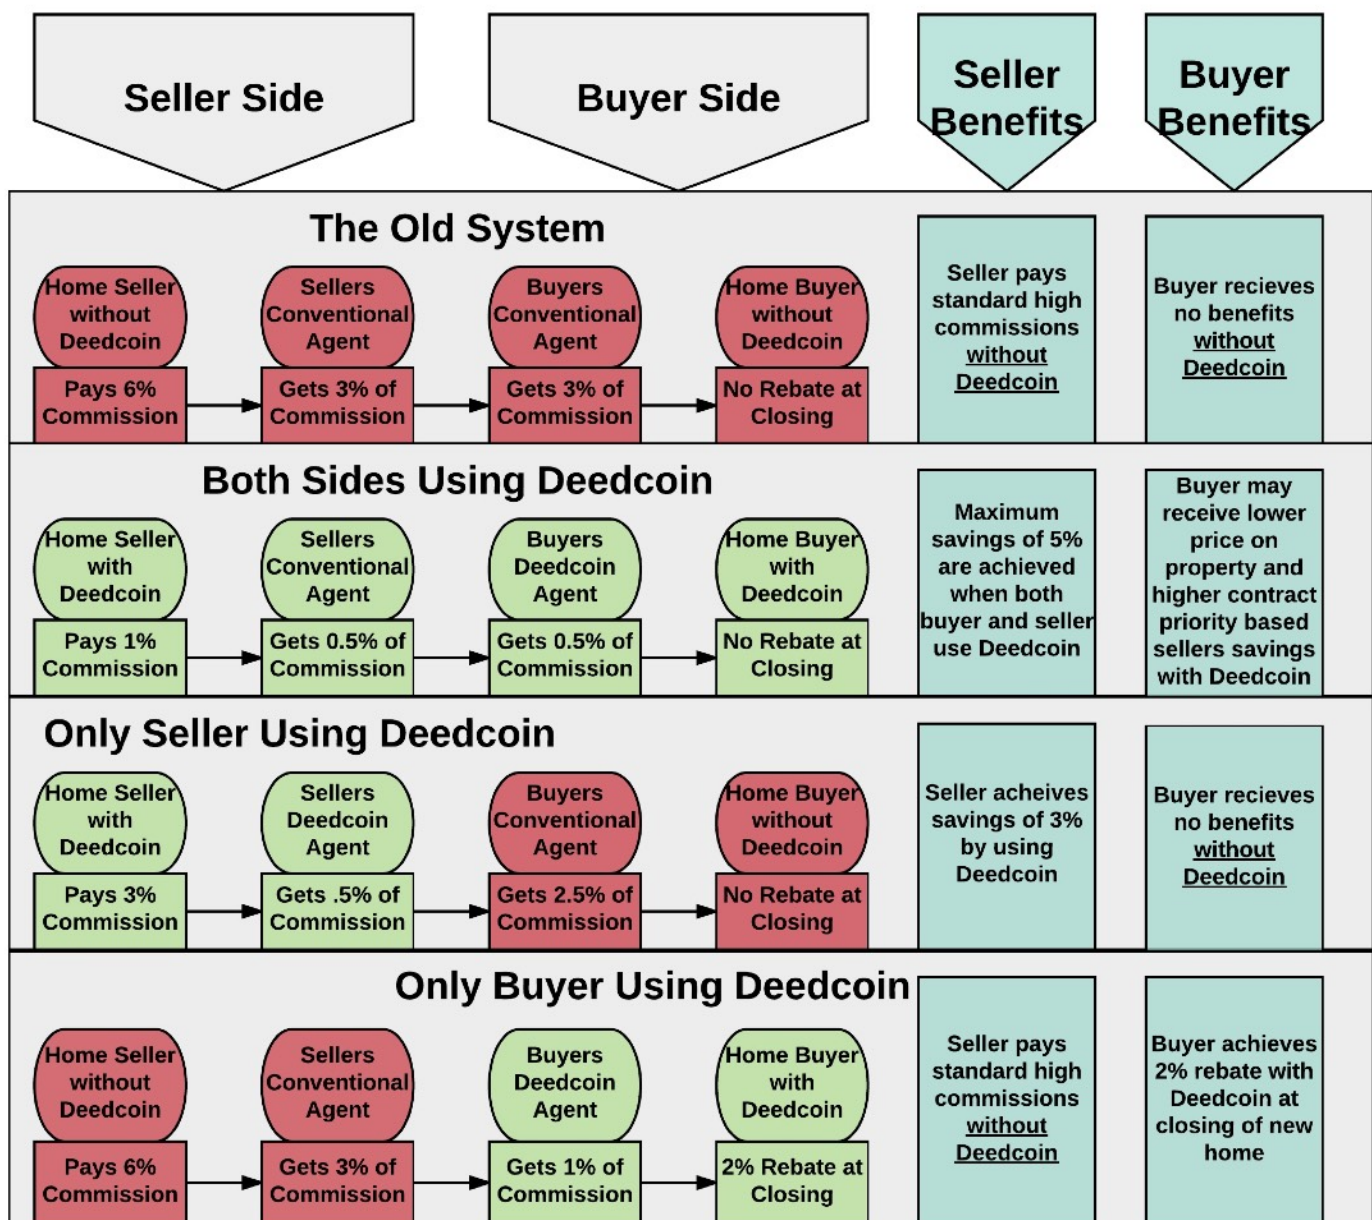 Seller Side
Buyer Side
Seller
Benefits
Buyer
Benefits
The Old System
Home Seller
without
Deedcoin
Pays 6%
Commission
Sellers
Conventional
Agent
Gets 3% of
Commission
Buyers
Conventional
Agent
Gets 3% of
Commission
Home Buyer
without
Deedcoin
No Rebate at
Closing
Seller pays
standard high
commissions
without
Deedcoin
Buyer recieves
no benefits
without
Deedcoin
Both Sides Using Deedcoin
Home Seller
with
Deedcoin
Pays 1%
Commission
Sellers
Conventional
Agent
Gets 0.5% of
Commission
Buyers
Deedcoin
Agent
Gets 0.5% of
Commission
Home Buyer
with
Deedcoin
No Rebate at
Closing
Maximum
savings of 5%
are achieved
when both
buyer and seller
use Deedcoin
Buyer may
receive lower
price on
property and
higher contract
priority based
sellers savings
with Deedcoin
Only Seller Using Deedcoin
Home Seller
with
Deedcoin
Pays 3%
Commission
Sellers
Deedcoin
Agent
Gets .5% of
Commission
Buyers
Conventional
Agent
Gets 2.5% of
Commission
Home Buyer
without
Deedcoin
No Rebate at
Closing
Seller acheives
savings of 3%
by using
Deedcoin
Buyer recieves
no benefits
without
Deedcoin
Only Buyer Using Deedcoin
Home Seller
without
Deedcoin
Pays 6%
Commission
Sellers
Conventional
Agent
Gets 3% of
Commission
Buyers
Deedcoin
Agent
Gets 1% of
Commission
Home Buyer
with
Deedcoin
2% Rebate at
Closing
Seller pays
standard high
commissions
without
Deedcoin
Buyer achieves
2% rebate with
Deedcoin at
closing of new
home